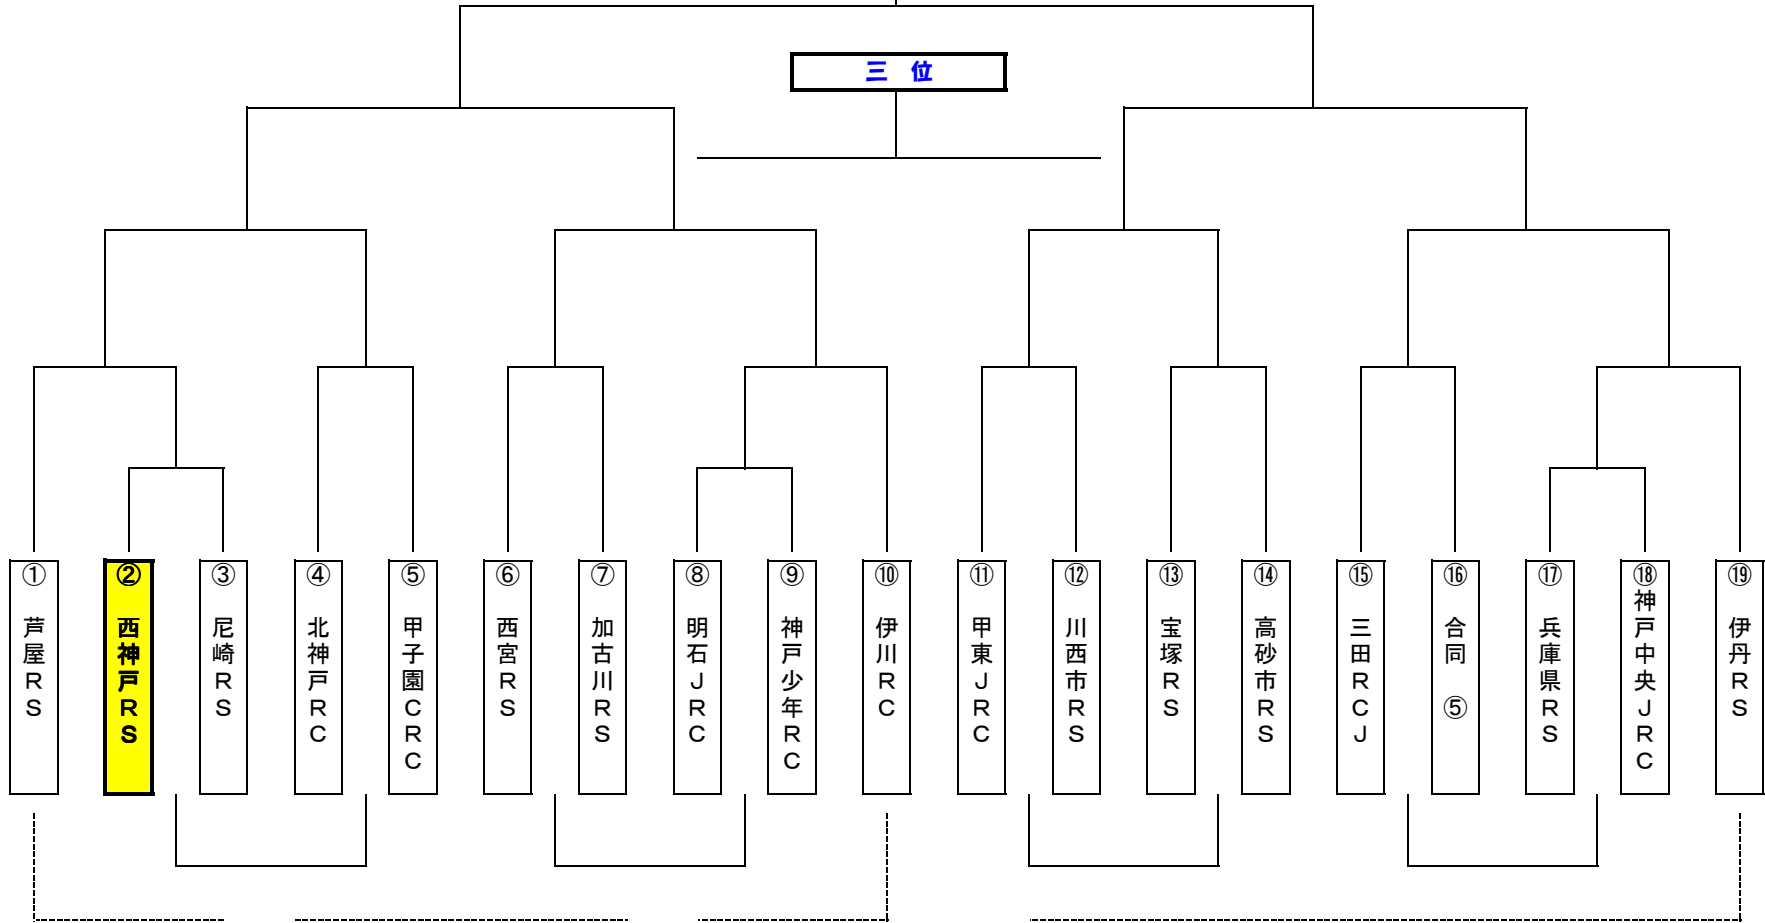 三 位
① 芦屋RS
② 西神戸RS
③ 尼崎RS
④ 北神戸RC
⑤ 甲子園CRC
⑥ 西宮RS
⑦ 加古川RS
⑧ 明石JRC
⑨ 神戸少年RC
⑩ 伊川RC
⑪ 甲東JRC
⑫ 川西市RS
⑬ 宝塚RS
⑭ 高砂市RS
⑮ 三田RCJ
⑯ 合同 ⑤
⑰ 兵庫県RS
⑱ 神戸中央JRC
⑲ 伊丹RS